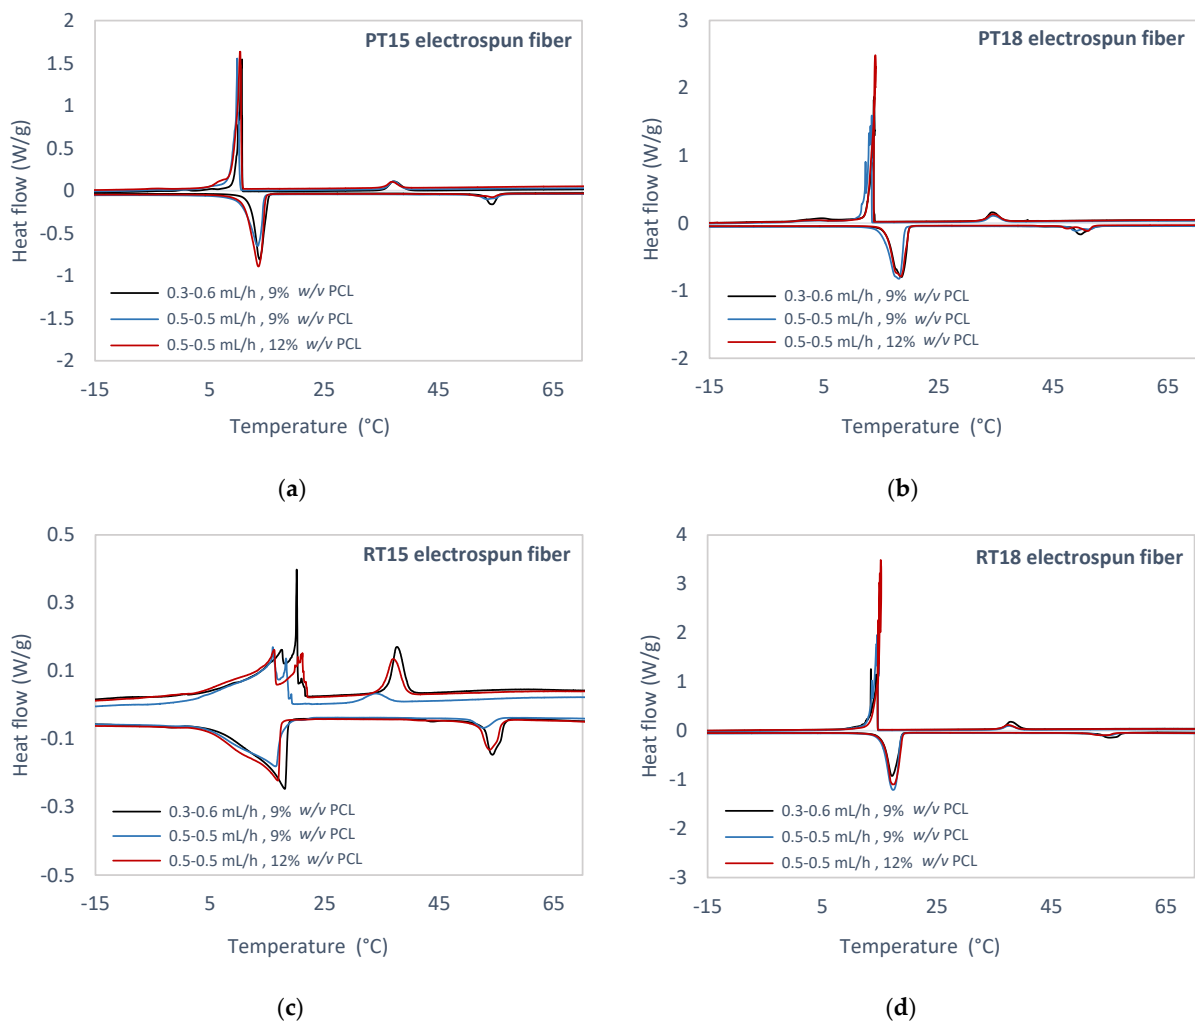 PT15 electrospun fiber
2
1.5
1
0.5
0
-0.5
-1
-1.5
-2
Heat flow (W/g)
0.3-0.6 mL/h , 9% w/v PCL
0.5-0.5 mL/h , 9% w/v PCL
0.5-0.5 mL/h , 12% w/v PCL
-15 5 25 45 65
Temperature (°C)
(a)
PT18 electrospun fiber
3
2
1
0
-1
-2
Heat flow (W/g)
0.3-0.6 mL/h , 9% w/v PCL
0.5-0.5 mL/h , 9% w/v PCL
0.5-0.5 mL/h , 12% w/v PCL
-15 5 25 45 65
Temperature (°C)
(b)
RT15 electrospun fiber
0.5
0.3
0.1
-0.1
-0.3
-0.5
Heat flow (W/g)
0.3-0.6 mL/h , 9% w/v PCL
0.5-0.5 mL/h , 9% w/v PCL
0.5-0.5 mL/h , 12% w/v PCL
-15 5 25 45 65
Temperature (°C)
(c)
RT18 electrospun fiber
4
3
2
1
0
-1
-2
-3
Heat flow (W/g)
0.3-0.6 mL/h , 9% w/v PCL
0.5-0.5 mL/h , 9% w/v PCL
0.5-0.5 mL/h , 12% w/v PCL
-15 5 25 45 65
Temperature (°C)
(d)